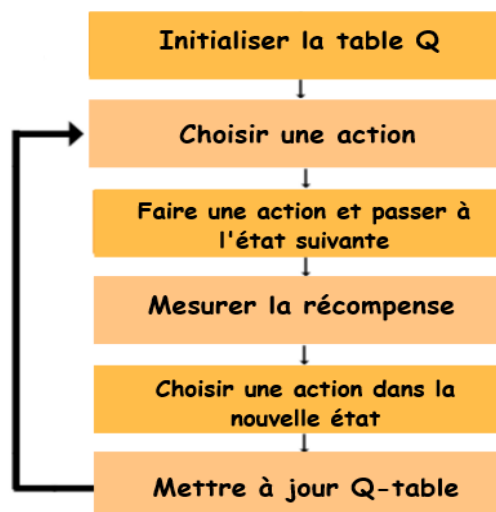 Initialiser la table Q
Choisir une action
Faire une action et passer à
l'état suivante
Mesurer la récompense
Choisir une action dans la
nouvelle état
Mettre à jour Q-table